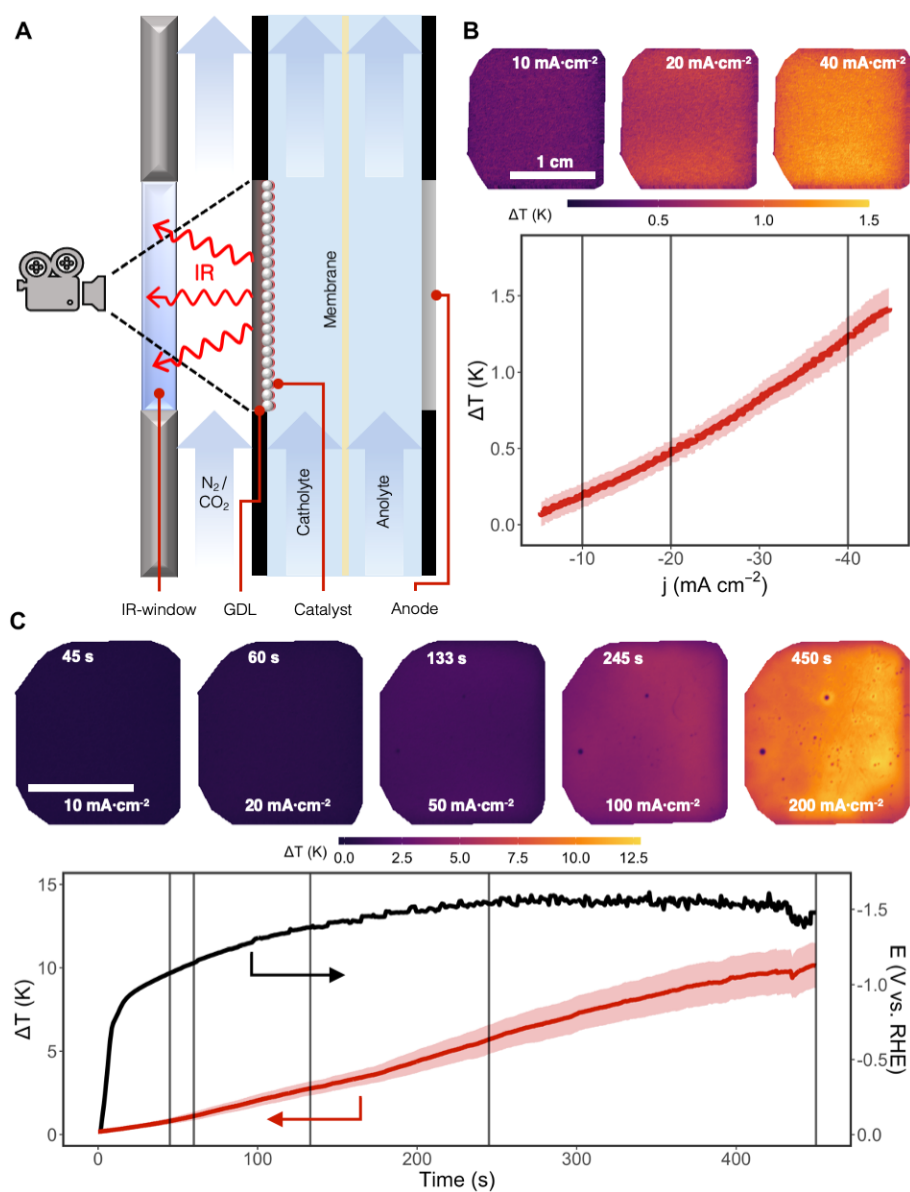 A
IR
Membrane
N₂ /
CO₂
Catholyte
Anolyte
IR-window
GDL
Catalyst
Anode
B
10 mA·cm⁻²
20 mA·cm⁻²
40 mA·cm⁻²
1 cm
ΔT (K)
0.5
1.0
1.5
ΔT (K)
1.5
1.0
0.5
0.0
-10
-20
-30
-40
j (mA cm⁻²)
C
45 s
60 s
133 s
245 s
450 s
10 mA·cm⁻²
20 mA·cm⁻²
50 mA·cm⁻²
100 mA·cm⁻²
200 mA·cm⁻²
ΔT (K)
0.0
2.5
5.0
7.5
10.0
12.5
ΔT (K)
15
10
5
0
-1.5
-1.0
-0.5
0.0
E (V vs. RHE)
0
100
200
300
400
Time (s)